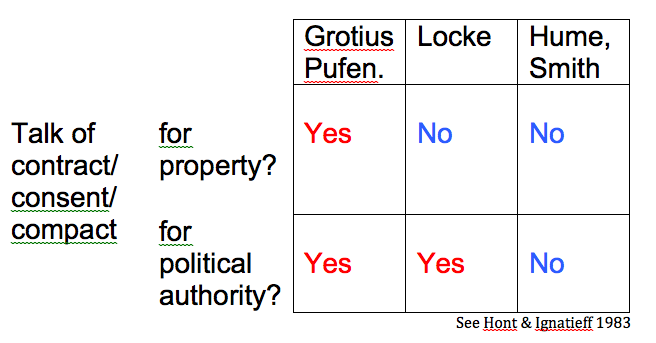 Grotius Pufen.
Locke
Hume, Smith
Talk of contract/ consent/ compact
for property?
Yes
No
No
for political authority?
Yes
Yes
No
See Hont & Ignatieff 1983